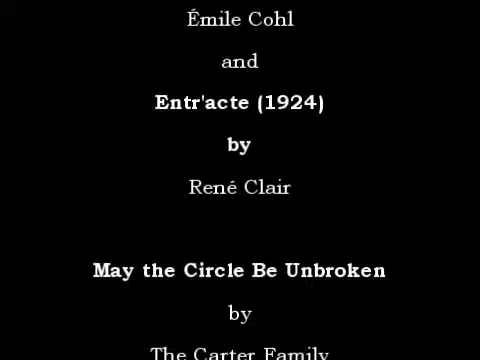 Émile Cohl
and
Entr'acte (1924)
by
René Clair
May the Circle Be Unbroken
by
The Carter Family